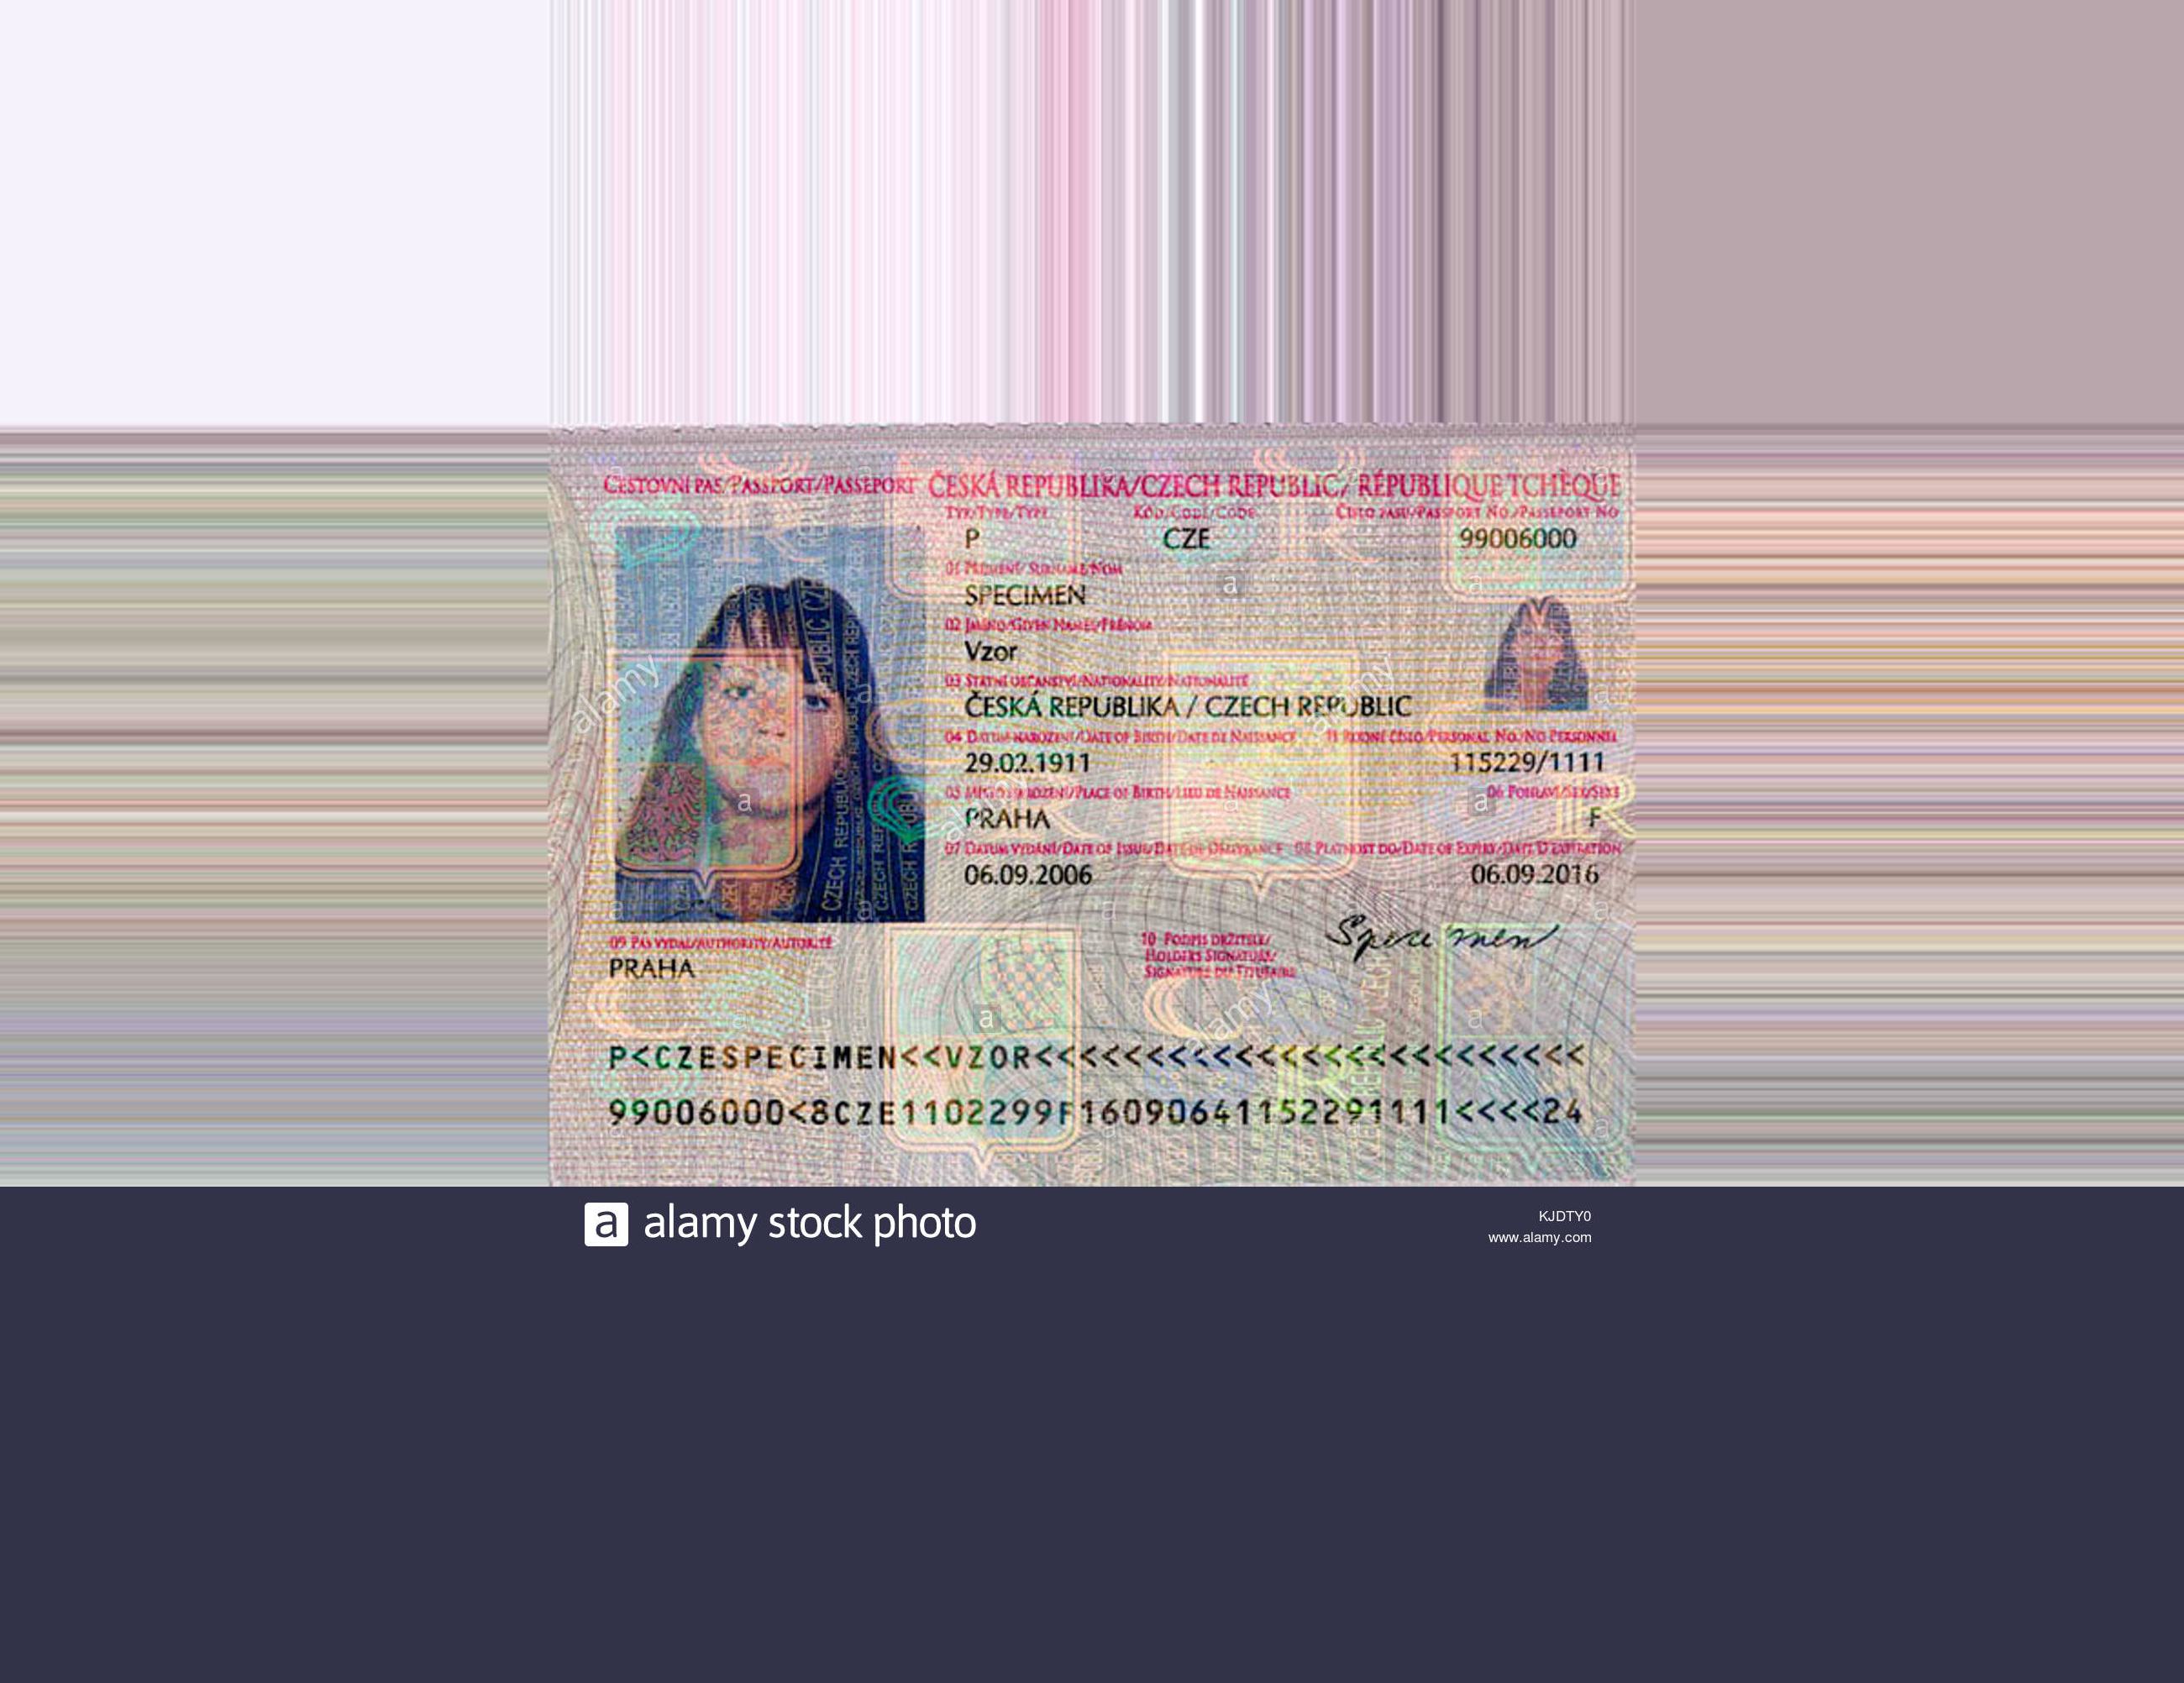 CESTOVNÍ PAS/PASSPORT/PASSEPORT ČESKÁ REPUBLIKA/CZECH REPUBLIC/ RÉPUBLIQUE TCHÈQUE
TYP/TYPE/TYPE KÓD/CODE/CODE ČÍSLO PASU/PASSPORT NO./PASSEPORT NO
P CZE 99006000
01 PŘÍJMENÍ/ SURNAME/NOM
SPECIMEN
02 JMÉNO/GIVEN NAMES/PRÉNOM
Vzor
03 STÁTNÍ OBČANSTVÍ/NATIONALITY/NATIONALITÉ
ČESKÁ REPUBLIKA / CZECH REPUBLIC
04 DATUM NAROZENÍ/DATE OF BIRTH/DATE DE NAISSANCE 11 RODNÉ ČÍSLO/PERSONAL NO./NO PERSONNEL
29.02.1911 115229/1111
05 MÍSTO NAROZENÍ/PLACE OF BIRTH/LIEU DE NAISSANCE 06 POHLAVÍ/SEX/SEXE
PRAHA F
07 DATUM VYDÁNÍ/DATE OF ISSUE/DATE DE DÉLIVRANCE 08 PLATNOST DO/DATE OF EXPIRY/DATE D'EXPIRATION
06.09.2006 06.09.2016
09 PAS VYDAL/AUTHORITY/AUTORITÉ
PRAHA
10 PODPIS DRŽITELE/
HOLDERS SIGNATURE/
SIGNATURE DU TITULAIRE
Specimen
P<CZESPECIMEN<<VZOR<<<<<<<<<<<<<<<<<<<<<<<<<
99006000<8CZE1102299F16090641152291111<<<<24
alamy
a alamy stock photo
KJDTY0
www.alamy.com